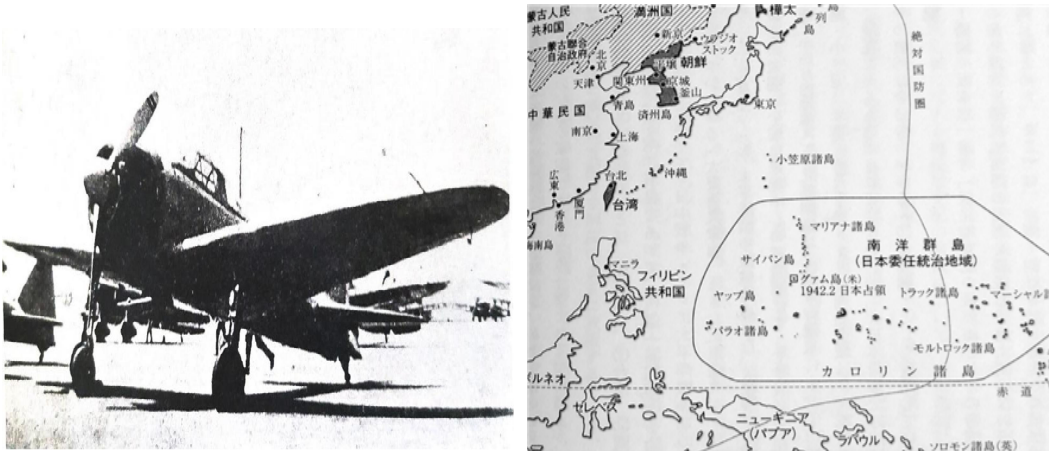 蒙古人民
共和国
満洲国
樺太
列
島
新京
ウラジオ
ストック
蒙古聯合
自治政府
北
京
平壌
朝鮮
天津
関東州
京城
釜山
青島
済州島
東京
中華民国
南京
上海
絶対国防圏
小笠原諸島
沖縄
台北
台湾
広東
香港
厦門
海南島
マリアナ諸島
南洋群島
(日本委任統治地域)
サイパン島
マニラ
フィリピン
共和国
グァム島(米)
1942.2 日本占領
ヤップ島
トラック諸島
マーシャル諸
パラオ諸島
モルトロック諸島
カロリン諸島
ボルネオ
赤道
セレベス
ニューギニア
(パプア)
ラバウル
ソロモン諸島(英)